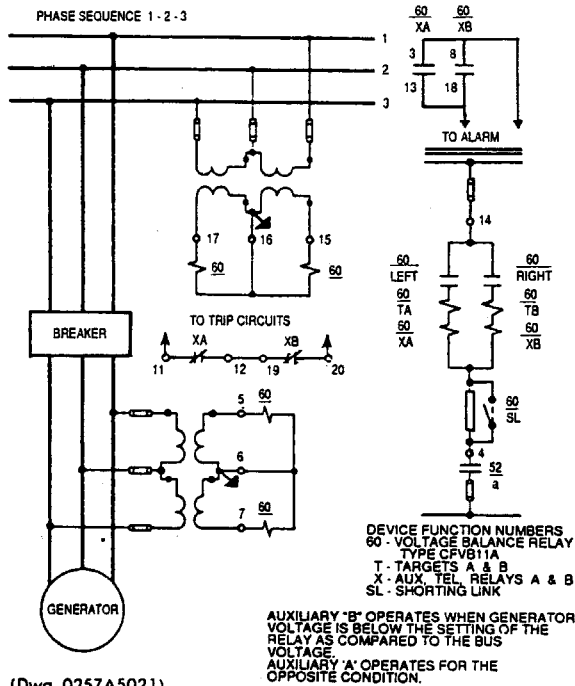 PHASE SEQUENCE 1 - 2 - 3
60
XA
60
XB
1
2
3
3
8
13
18
TO ALARM
14
17
16
15
60
60
60
LEFT
60
RIGHT
60
TA
60
TB
60
XA
60
XB
TO TRIP CIRCUITS
XA
XB
11
12
19
20
BREAKER
5
60
6
7
60
60
SL
4
52
a
GENERATOR
DEVICE FUNCTION NUMBERS
60 - VOLTAGE BALANCE RELAY
TYPE CFVB11A
T - TARGETS A & B
X - AUX, TEL, RELAYS A & B
SL - SHORTING LINK
AUXILIARY "B" OPERATES WHEN GENERATOR
VOLTAGE IS BELOW THE SETTING OF THE
RELAY AS COMPARED TO THE BUS
VOLTAGE.
AUXILIARY 'A' OPERATES FOR THE
OPPOSITE CONDITION.
(Dwg. 0257A5021)